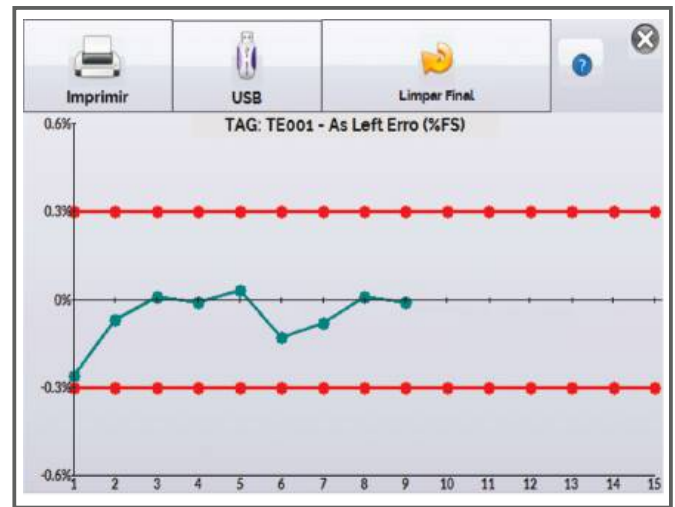 Imprimir
USB
Limpar Final
?
TAG: TE001 - As Left Erro (%FS)
0.6%
0.3%
0%
-0.3%
-0.6%
1 2 3 4 5 6 7 8 9 10 11 12 13 14 15